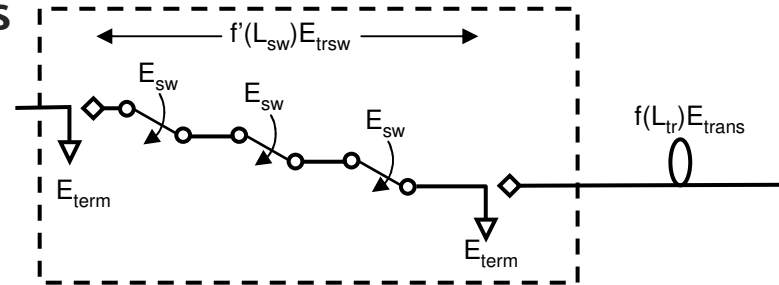 s
f'(L_sw)E_trsw
E_sw
E_sw
E_sw
f(L_tr)E_trans
E_term
E_term